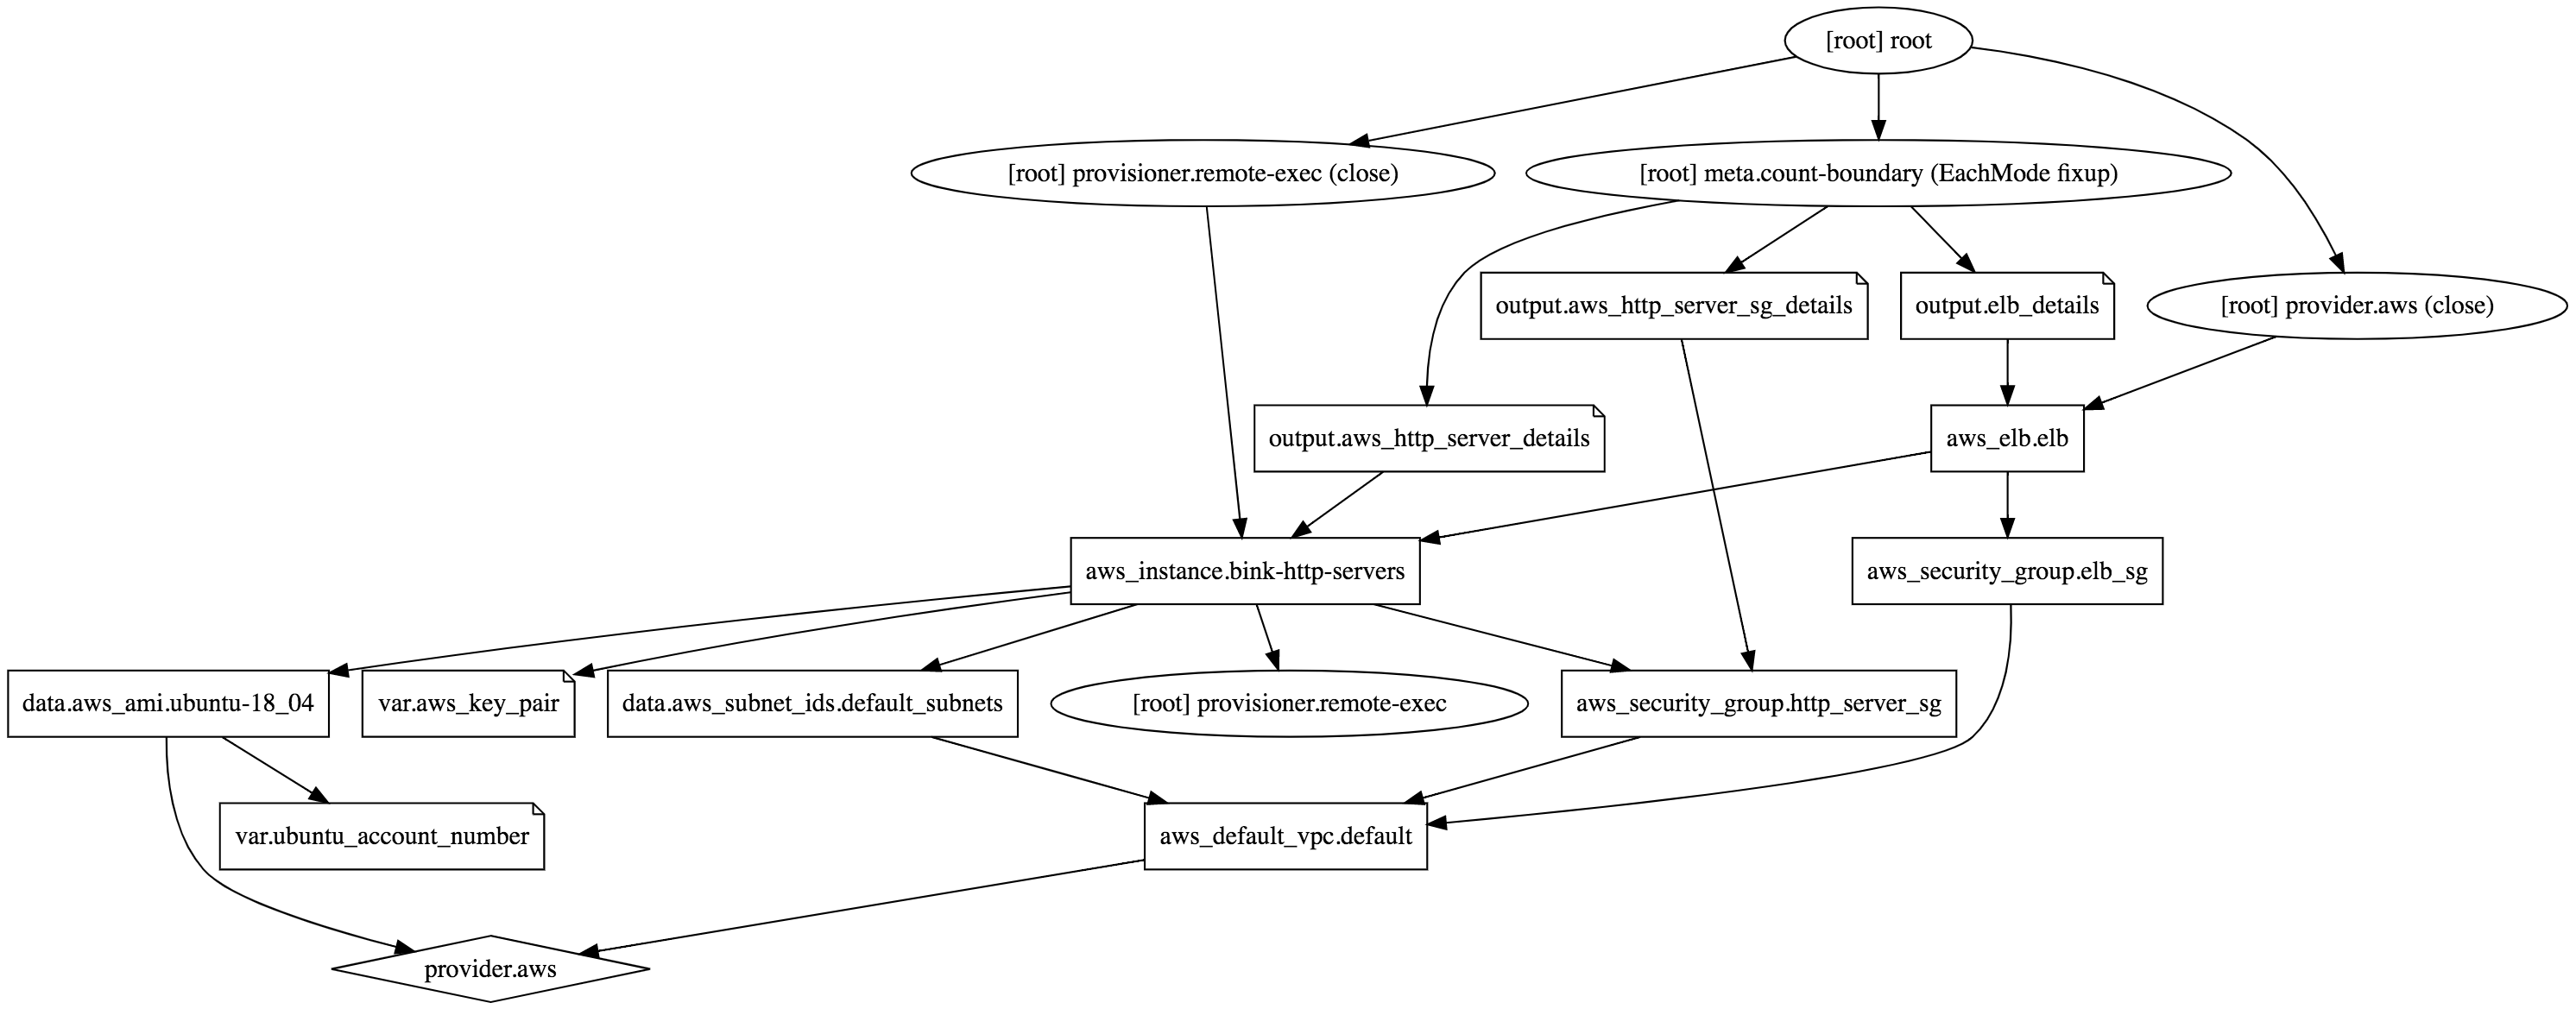 [root] root
[root] provisioner.remote-exec (close)
[root] meta.count-boundary (EachMode fixup)
output.aws_http_server_sg_details
output.elb_details
[root] provider.aws (close)
output.aws_http_server_details
aws_elb.elb
aws_instance.bink-http-servers
aws_security_group.elb_sg
data.aws_ami.ubuntu-18_04
var.aws_key_pair
data.aws_subnet_ids.default_subnets
[root] provisioner.remote-exec
aws_security_group.http_server_sg
var.ubuntu_account_number
aws_default_vpc.default
provider.aws